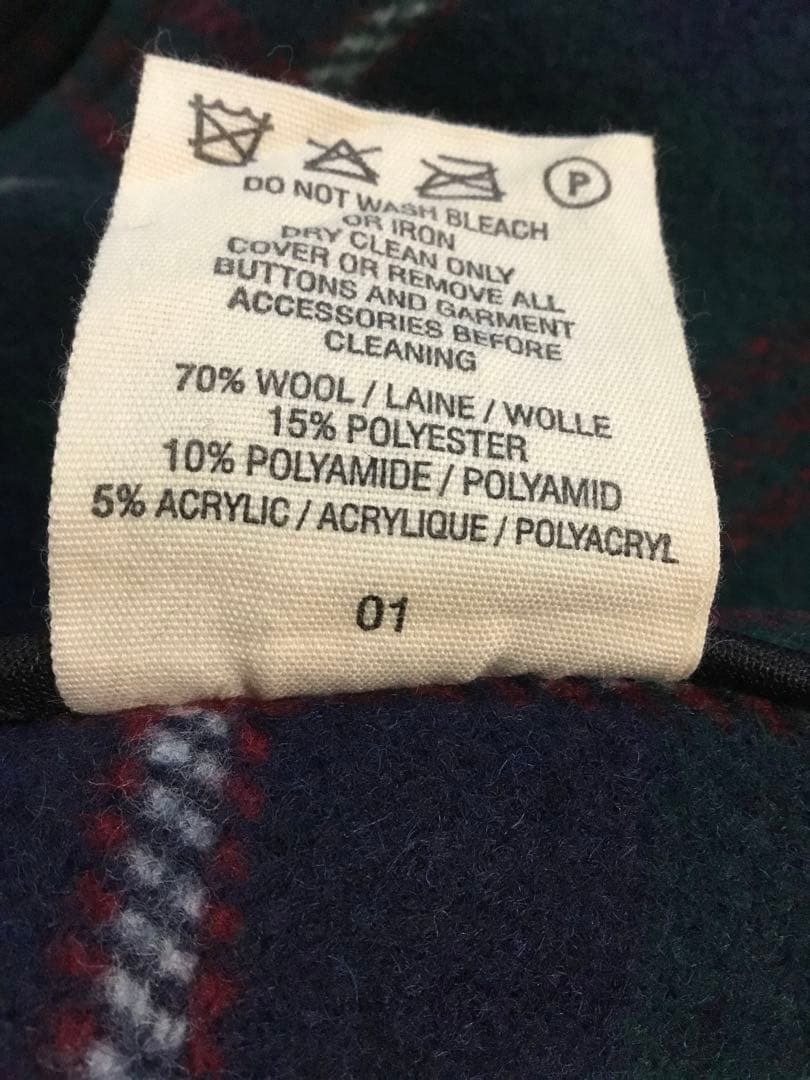 P
DO NOT WASH BLEACH
OR IRON
DRY CLEAN ONLY
COVER OR REMOVE ALL
BUTTONS AND GARMENT
ACCESSORIES BEFORE
CLEANING
70% WOOL / LAINE / WOLLE
15% POLYESTER
10% POLYAMIDE / POLYAMID
5% ACRYLIC / ACRYLIQUE / POLYACRYL
01